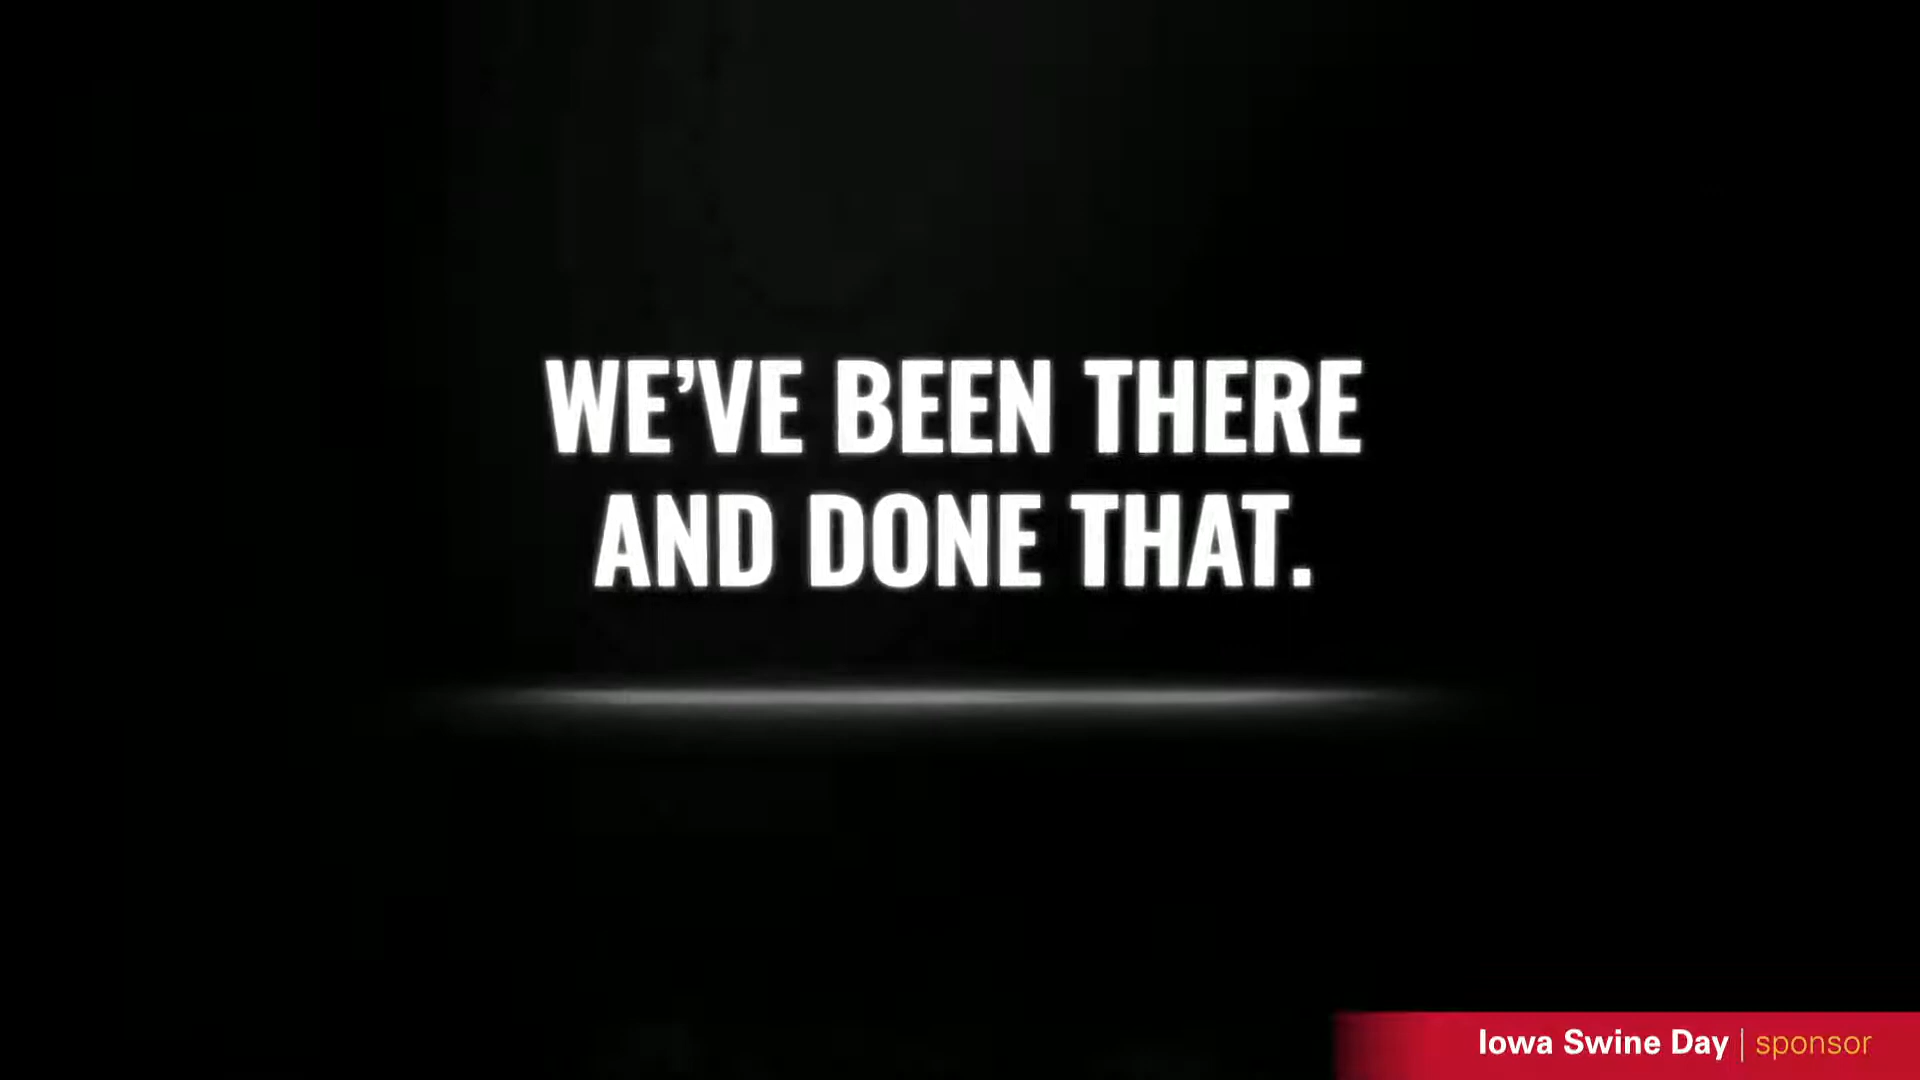 WE’VE BEEN THERE
AND DONE THAT.
Iowa Swine Day | sponsor